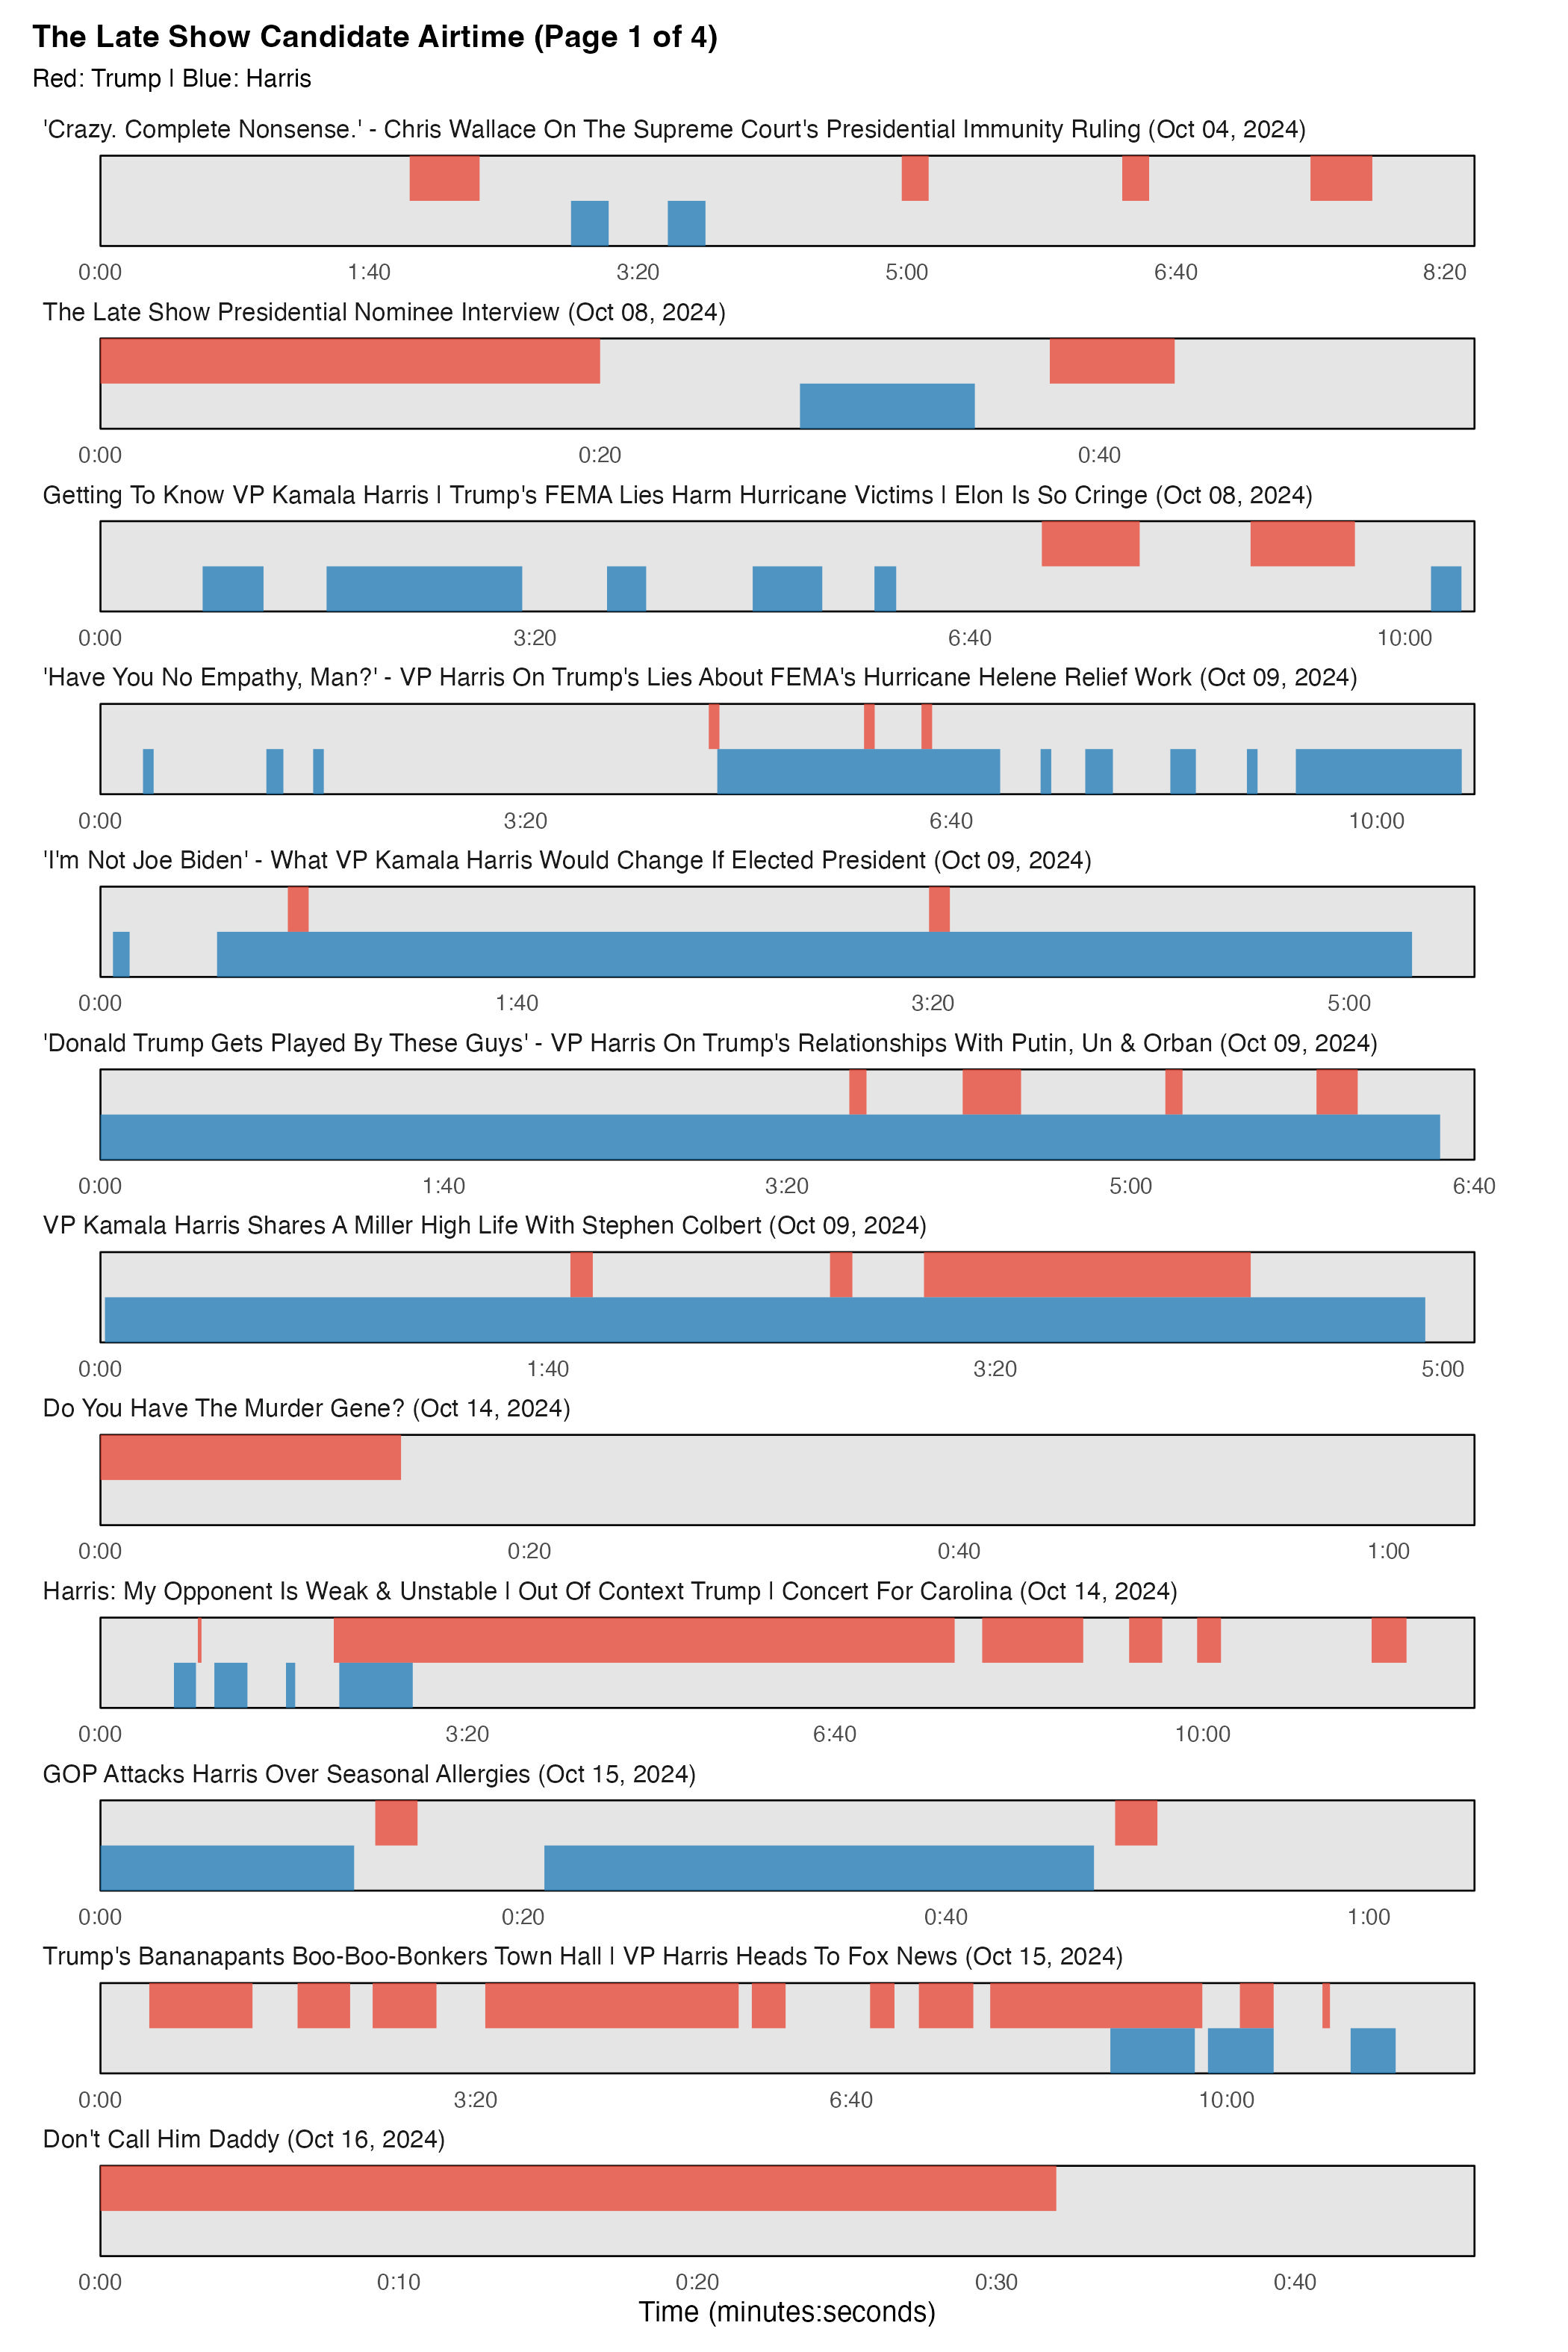 The Late Show Candidate Airtime (Page 1 of 4)
Red: Trump | Blue: Harris
'Crazy. Complete Nonsense.' - Chris Wallace On The Supreme Court's Presidential Immunity Ruling (Oct 04, 2024)
0:00 1:40 3:20 5:00 6:40 8:20
The Late Show Presidential Nominee Interview (Oct 08, 2024)
0:00 0:20 0:40
Getting To Know VP Kamala Harris | Trump's FEMA Lies Harm Hurricane Victims | Elon Is So Cringe (Oct 08, 2024)
0:00 3:20 6:40 10:00
'Have You No Empathy, Man?' - VP Harris On Trump's Lies About FEMA's Hurricane Helene Relief Work (Oct 09, 2024)
0:00 3:20 6:40 10:00
'I'm Not Joe Biden' - What VP Kamala Harris Would Change If Elected President (Oct 09, 2024)
0:00 1:40 3:20 5:00
'Donald Trump Gets Played By These Guys' - VP Harris On Trump's Relationships With Putin, Un & Orban (Oct 09, 2024)
0:00 1:40 3:20 5:00 6:40
VP Kamala Harris Shares A Miller High Life With Stephen Colbert (Oct 09, 2024)
0:00 1:40 3:20 5:00
Do You Have The Murder Gene? (Oct 14, 2024)
0:00 0:20 0:40 1:00
Harris: My Opponent Is Weak & Unstable | Out Of Context Trump | Concert For Carolina (Oct 14, 2024)
0:00 3:20 6:40 10:00
GOP Attacks Harris Over Seasonal Allergies (Oct 15, 2024)
0:00 0:20 0:40 1:00
Trump's Bananapants Boo-Boo-Bonkers Town Hall | VP Harris Heads To Fox News (Oct 15, 2024)
0:00 3:20 6:40 10:00
Don't Call Him Daddy (Oct 16, 2024)
0:00 0:10 0:20 0:30 0:40
Time (minutes:seconds)